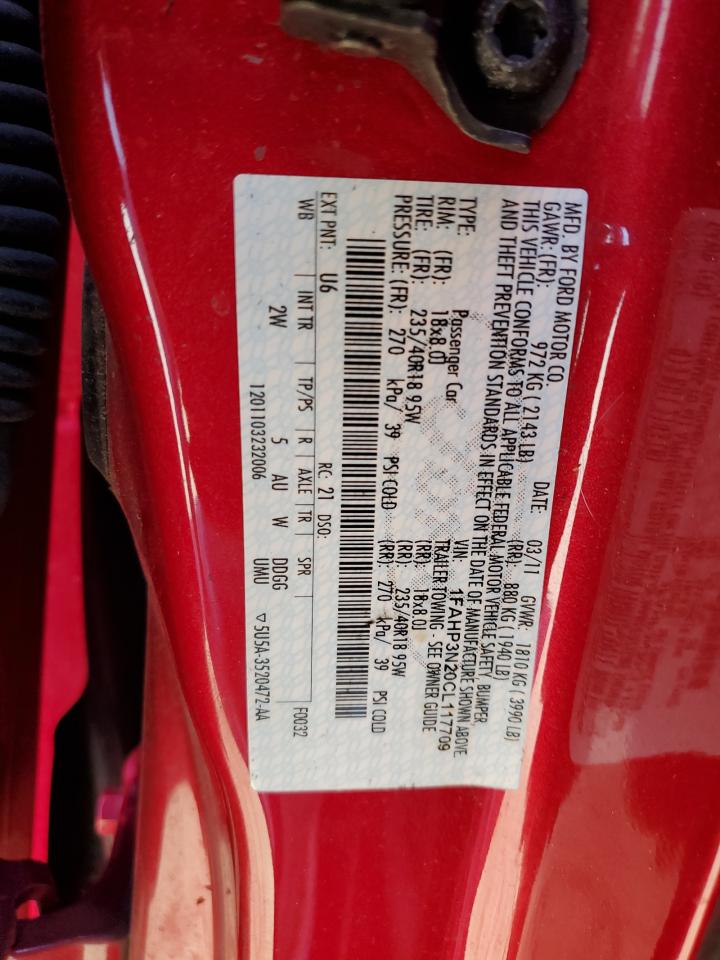 MFD. BY FORD MOTOR CO.
DATE: 03/11 GVWR: 1810 KG ( 3990 LB)
GAWR: (FR): 972 KG ( 2143 LB) (RR): 880 KG ( 1940 LB)
THIS VEHICLE CONFORMS TO ALL APPLICABLE FEDERAL MOTOR VEHICLE SAFETY, BUMPER
AND THEFT PREVENTION STANDARDS IN EFFECT ON THE DATE OF MANUFACTURE SHOWN ABOVE.
VIN: 1FAHP3N20CL117709
TYPE: Passenger Car TRAILER TOWING - SEE OWNER GUIDE
RIM: (FR): 18x8.0J (RR): 18x8.0J
TIRE: (FR): 235/40R18 95W (RR): 235/40R18 95W
PRESSURE: (FR): 270 kPa/ 39 PSI COLD (RR): 270 kPa/ 39 PSI COLD
EXT PNT: U6 RC: 21 DSO: F0032
WB INT TR TP/PS R AXLE TR SPR
2W 5 AU W DDGG
1201103232006 UMU ▽5U5A-3520472-AA